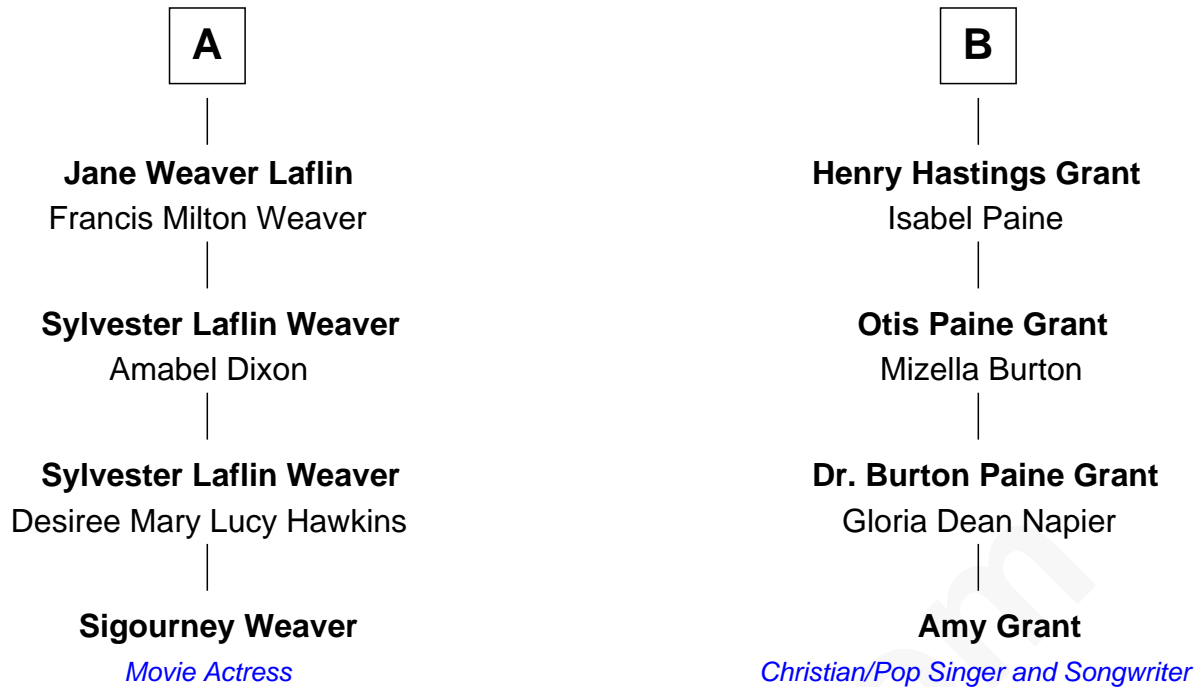 A
Jane Weaver Laflin
Francis Milton Weaver
Sylvester Laflin Weaver
Amabel Dixon
Sylvester Laflin Weaver
Desiree Mary Lucy Hawkins
Sigourney Weaver
Movie Actress
B
Henry Hastings Grant
Isabel Paine
Otis Paine Grant
Mizella Burton
Dr. Burton Paine Grant
Gloria Dean Napier
Amy Grant
Christian/Pop Singer and Songwriter
om